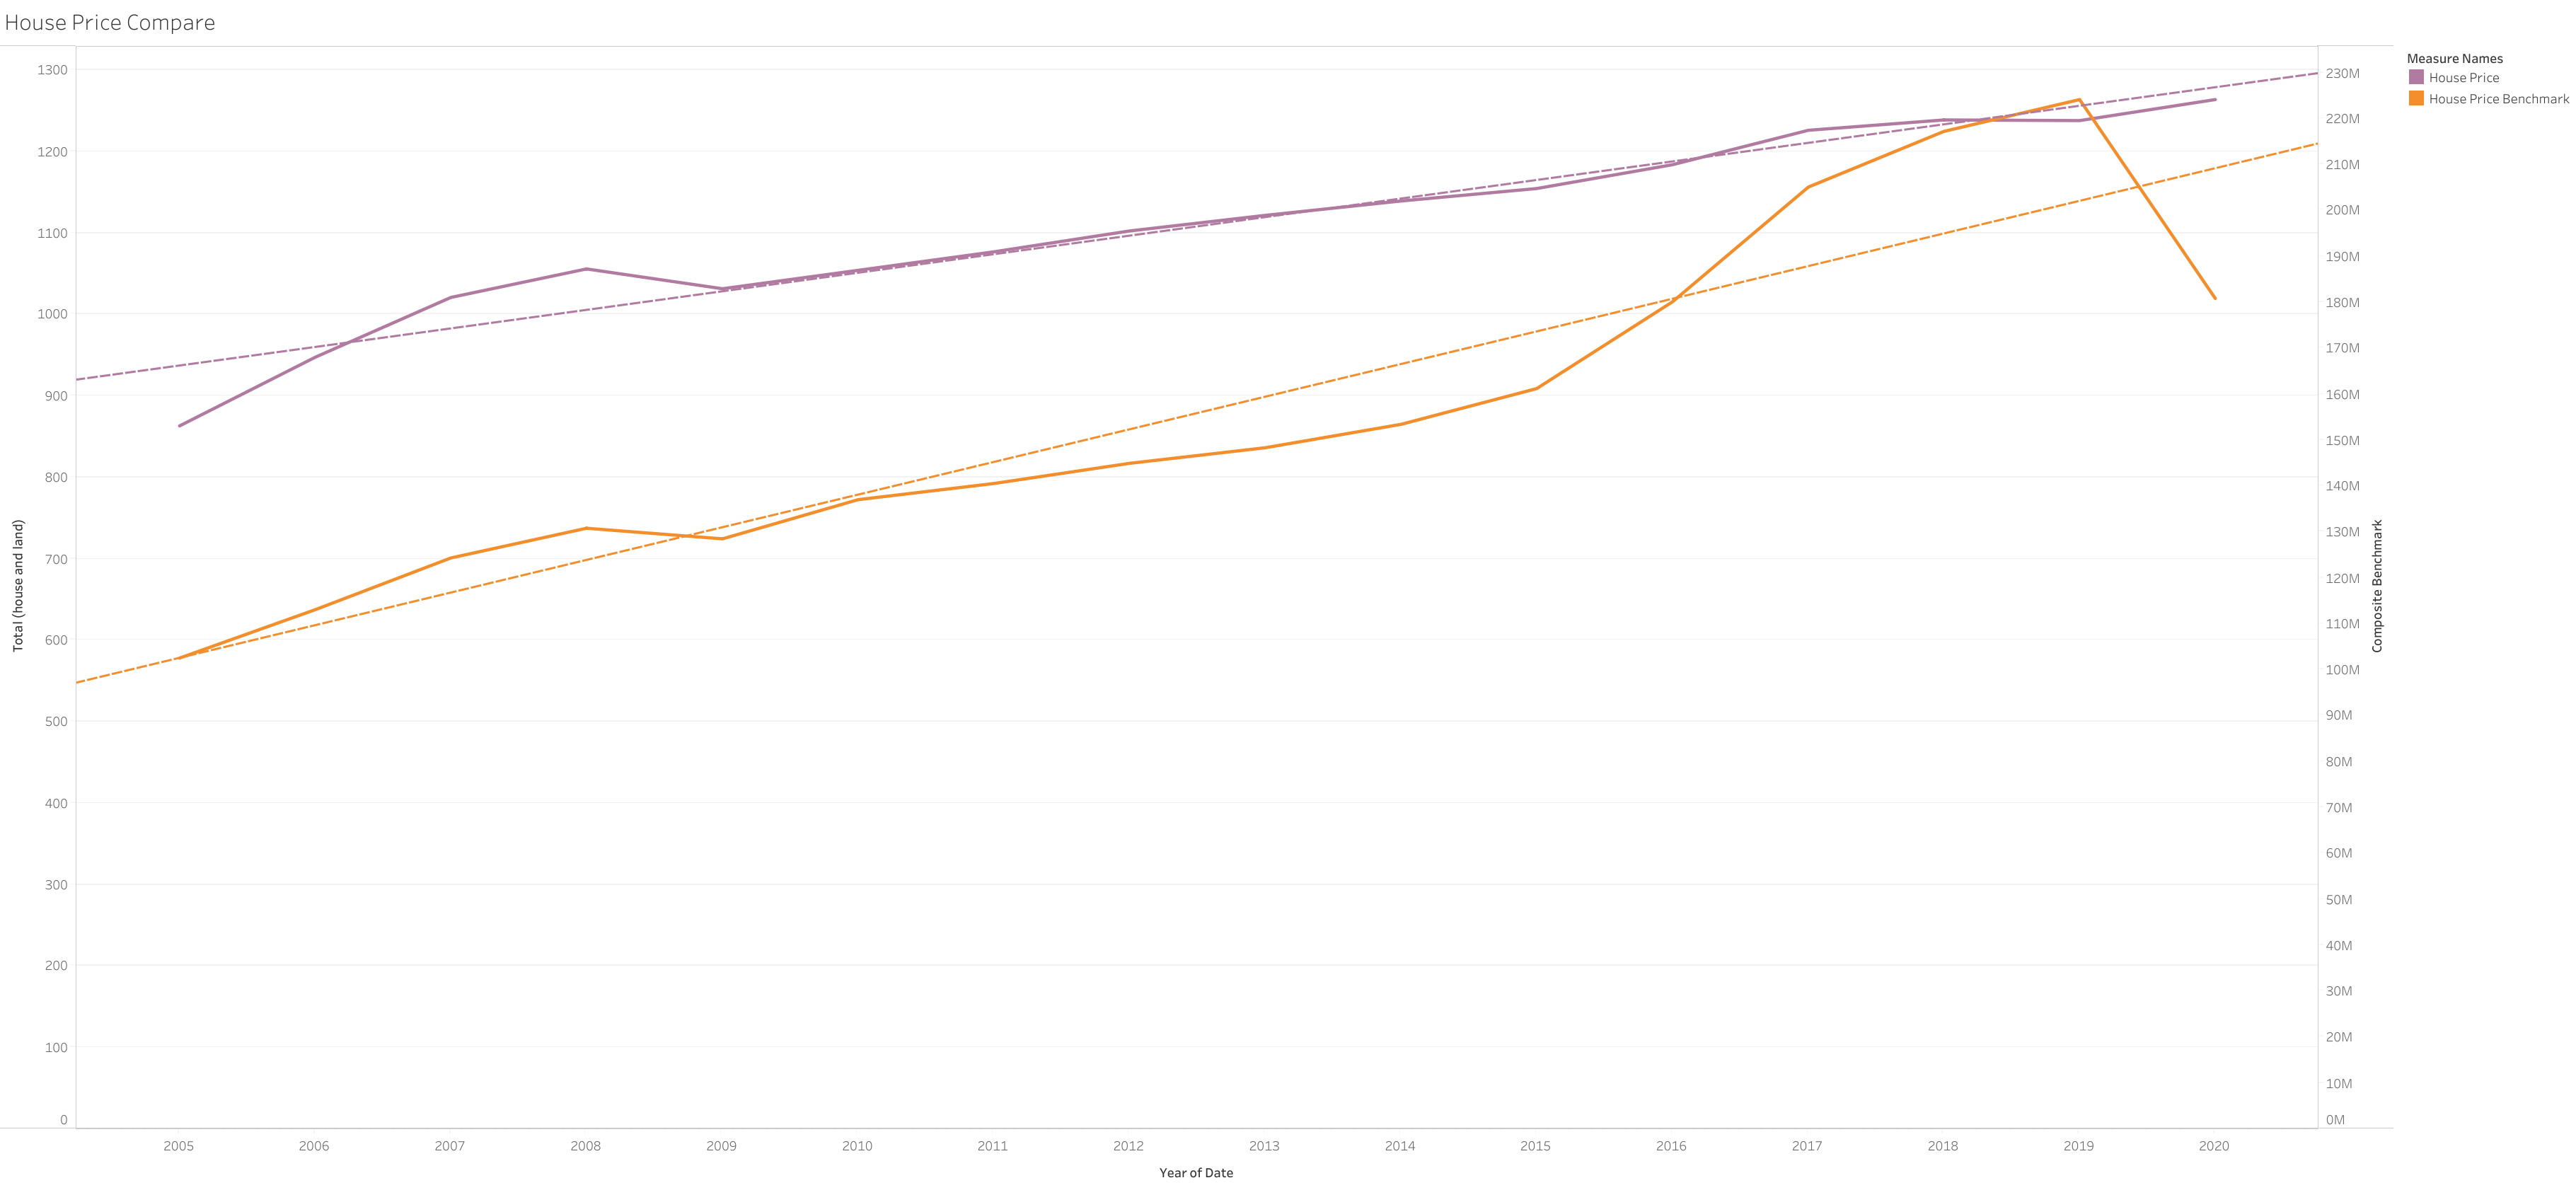 House Price Compare
1300
1200
1100
1000
900
800
700
600
500
400
300
200
100
0
Total (house and land)
230M
220M
210M
200M
190M
180M
170M
160M
150M
140M
130M
120M
110M
100M
90M
80M
70M
60M
50M
40M
30M
20M
10M
0M
Composite Benchmark
2005 2006 2007 2008 2009 2010 2011 2012 2013 2014 2015 2016 2017 2018 2019 2020
Year of Date
Measure Names
House Price
House Price Benchmark